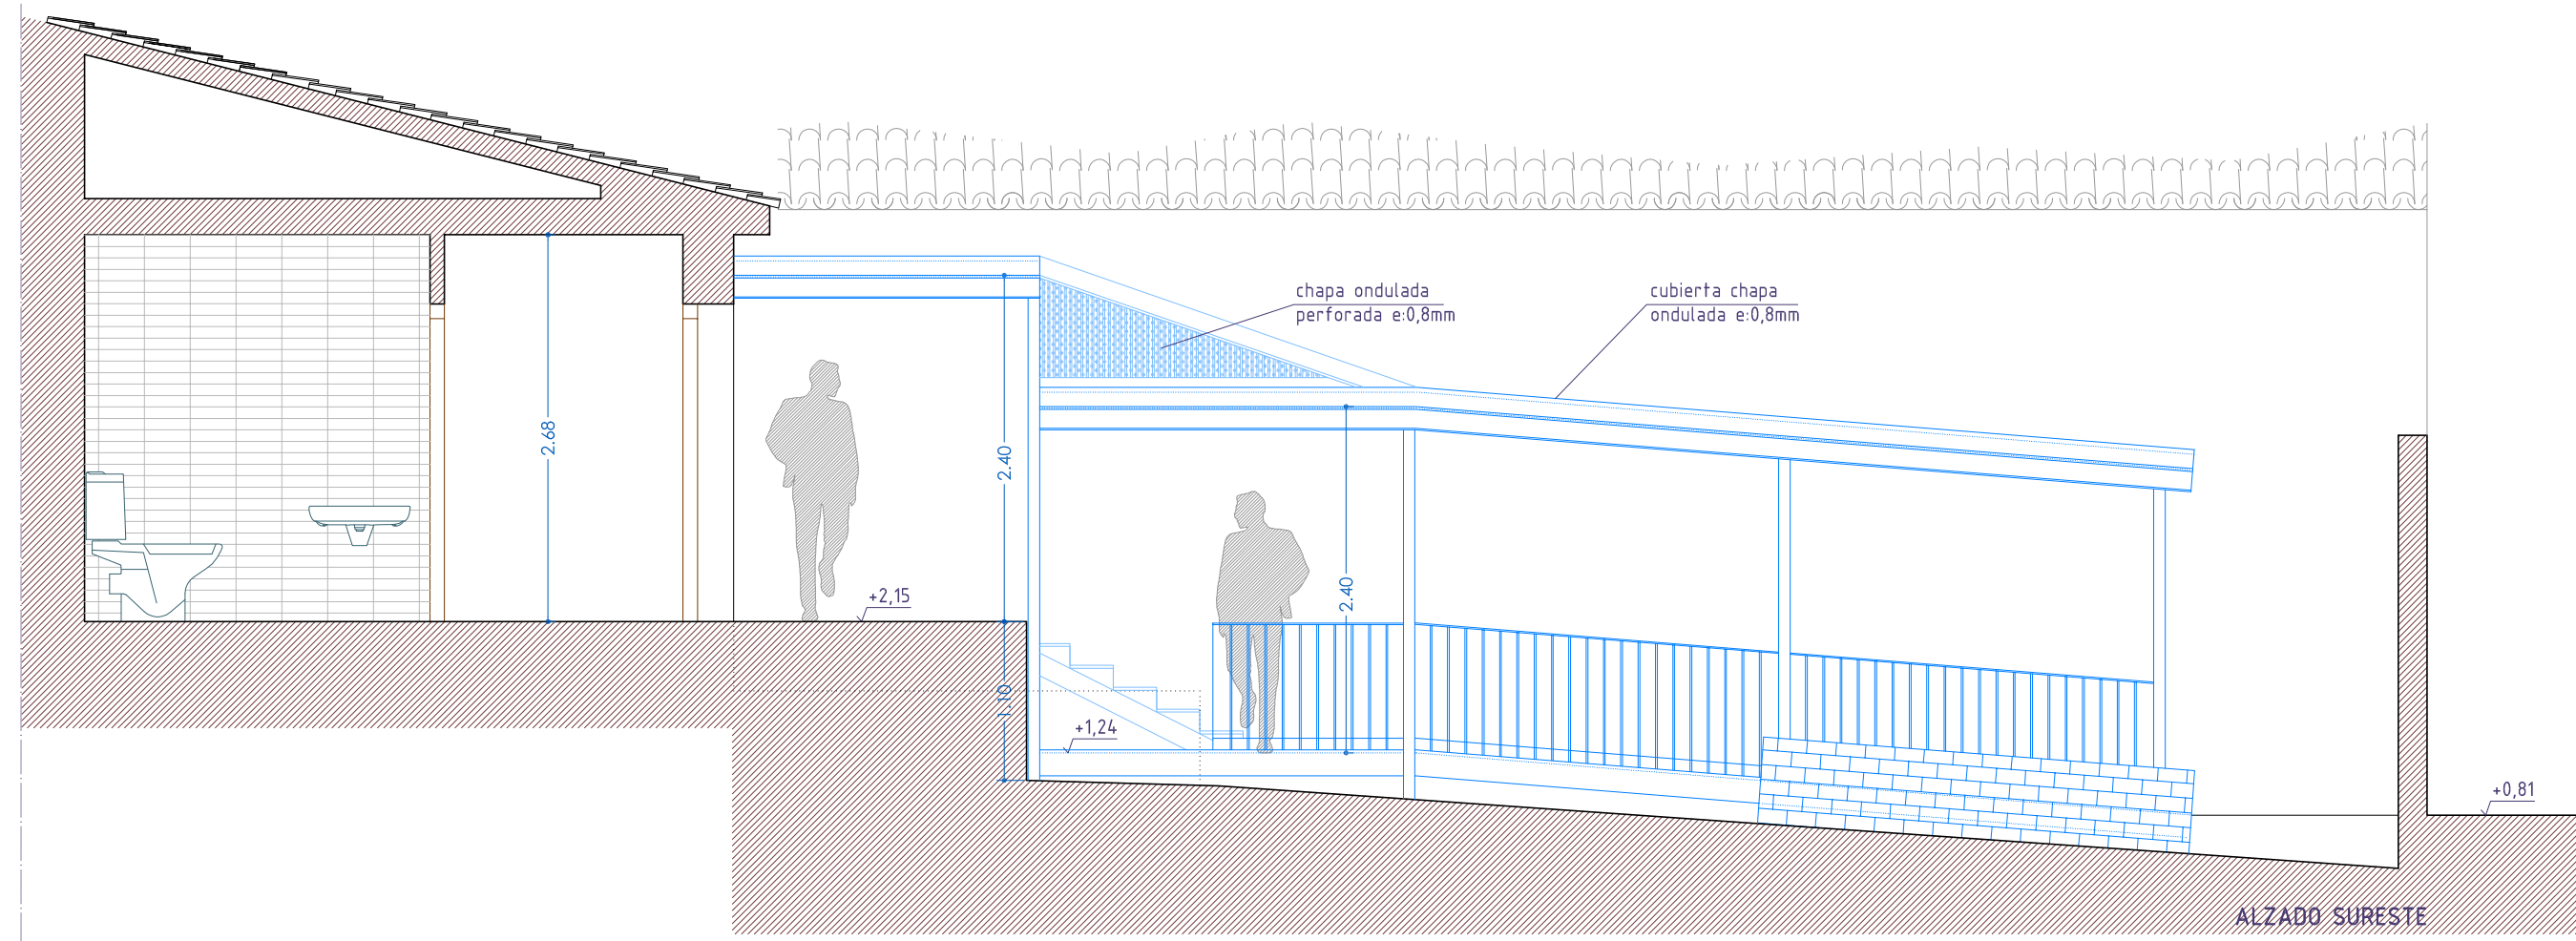 chapa ondulada
perforada e:0,8mm
cubierta chapa
ondulada e:0,8mm
2.68
2.40
2.40
+2,15
1.10
+1,24
+0,81
ALZADO SURESTE